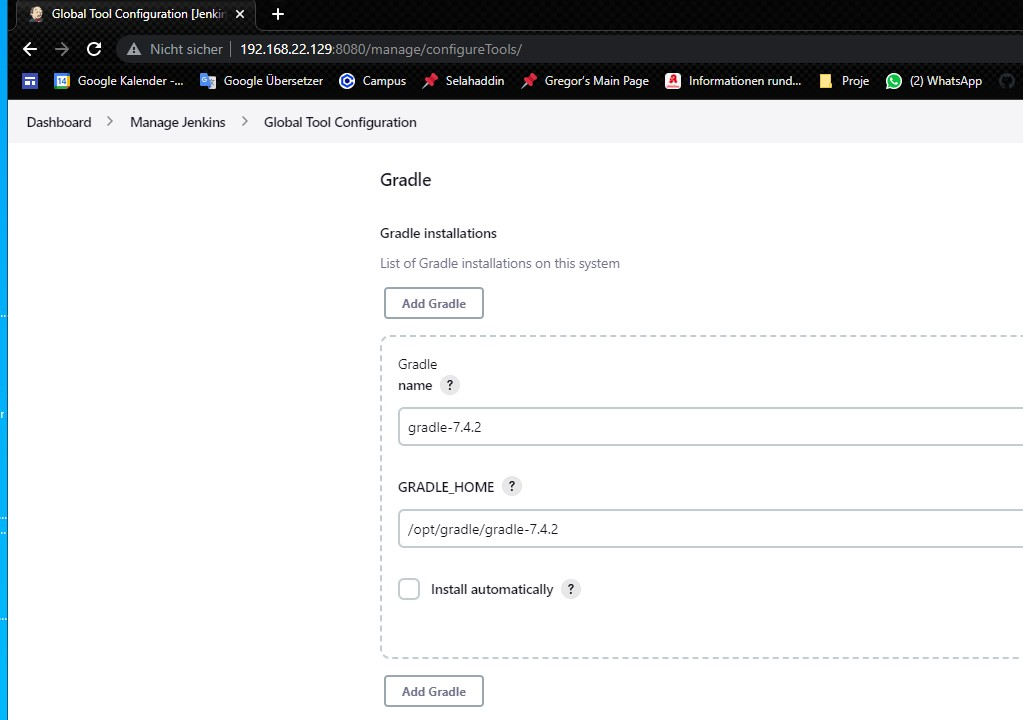 Global Tool Configuration [Jenkin
Nicht sicher 192.168.22.129:8080/manage/configureTools/
14 Google Kalender -... Google Übersetzer Campus Selahaddin Gregor's Main Page Informationen rund... Proje (2) WhatsApp
Dashboard Manage Jenkins Global Tool Configuration
Gradle
Gradle installations
List of Gradle installations on this system
Add Gradle
Gradle
name ?
gradle-7.4.2
GRADLE_HOME ?
/opt/gradle/gradle-7.4.2
Install automatically ?
Add Gradle